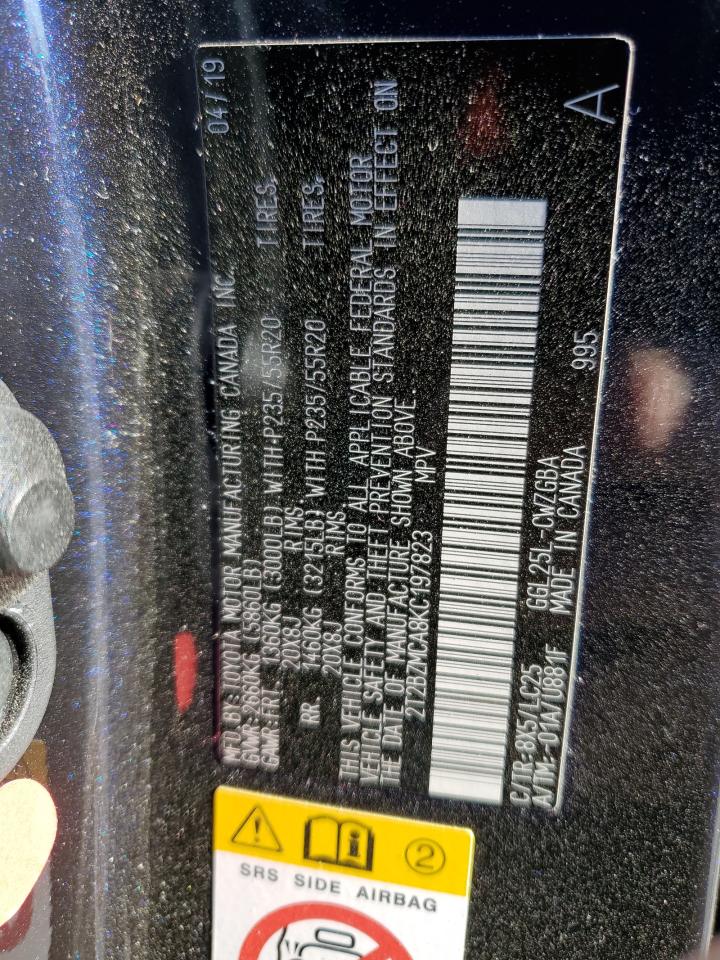 MFD. BY: TOYOTA MOTOR MANUFACTURING CANADA INC. 04/19
GWMR: 2660KG (5860LB)
GWMR-FRT. 1360KG (3000LB) WITH P235/55R20 TIRES,
20X8J RIMS
RR. 1460KG (3215LB) WITH P235/55R20 TIRES,
20X8J RIMS
THIS VEHICLE CONFORMS TO ALL APPLICABLE FEDERAL MOTOR
VEHICLE SAFETY AND THEFT PREVENTION STANDARDS IN EFFECT ON
THE DATE OF MANUFACTURE SHOWN ABOVE.
2T2BZMCA8KC197823 MPV
C/TR: 8X5/LC25 GGL25L-CWZGBA 995
A/TM: -01A/U881F MADE IN CANADA A
2
SRS SIDE AIRBAG